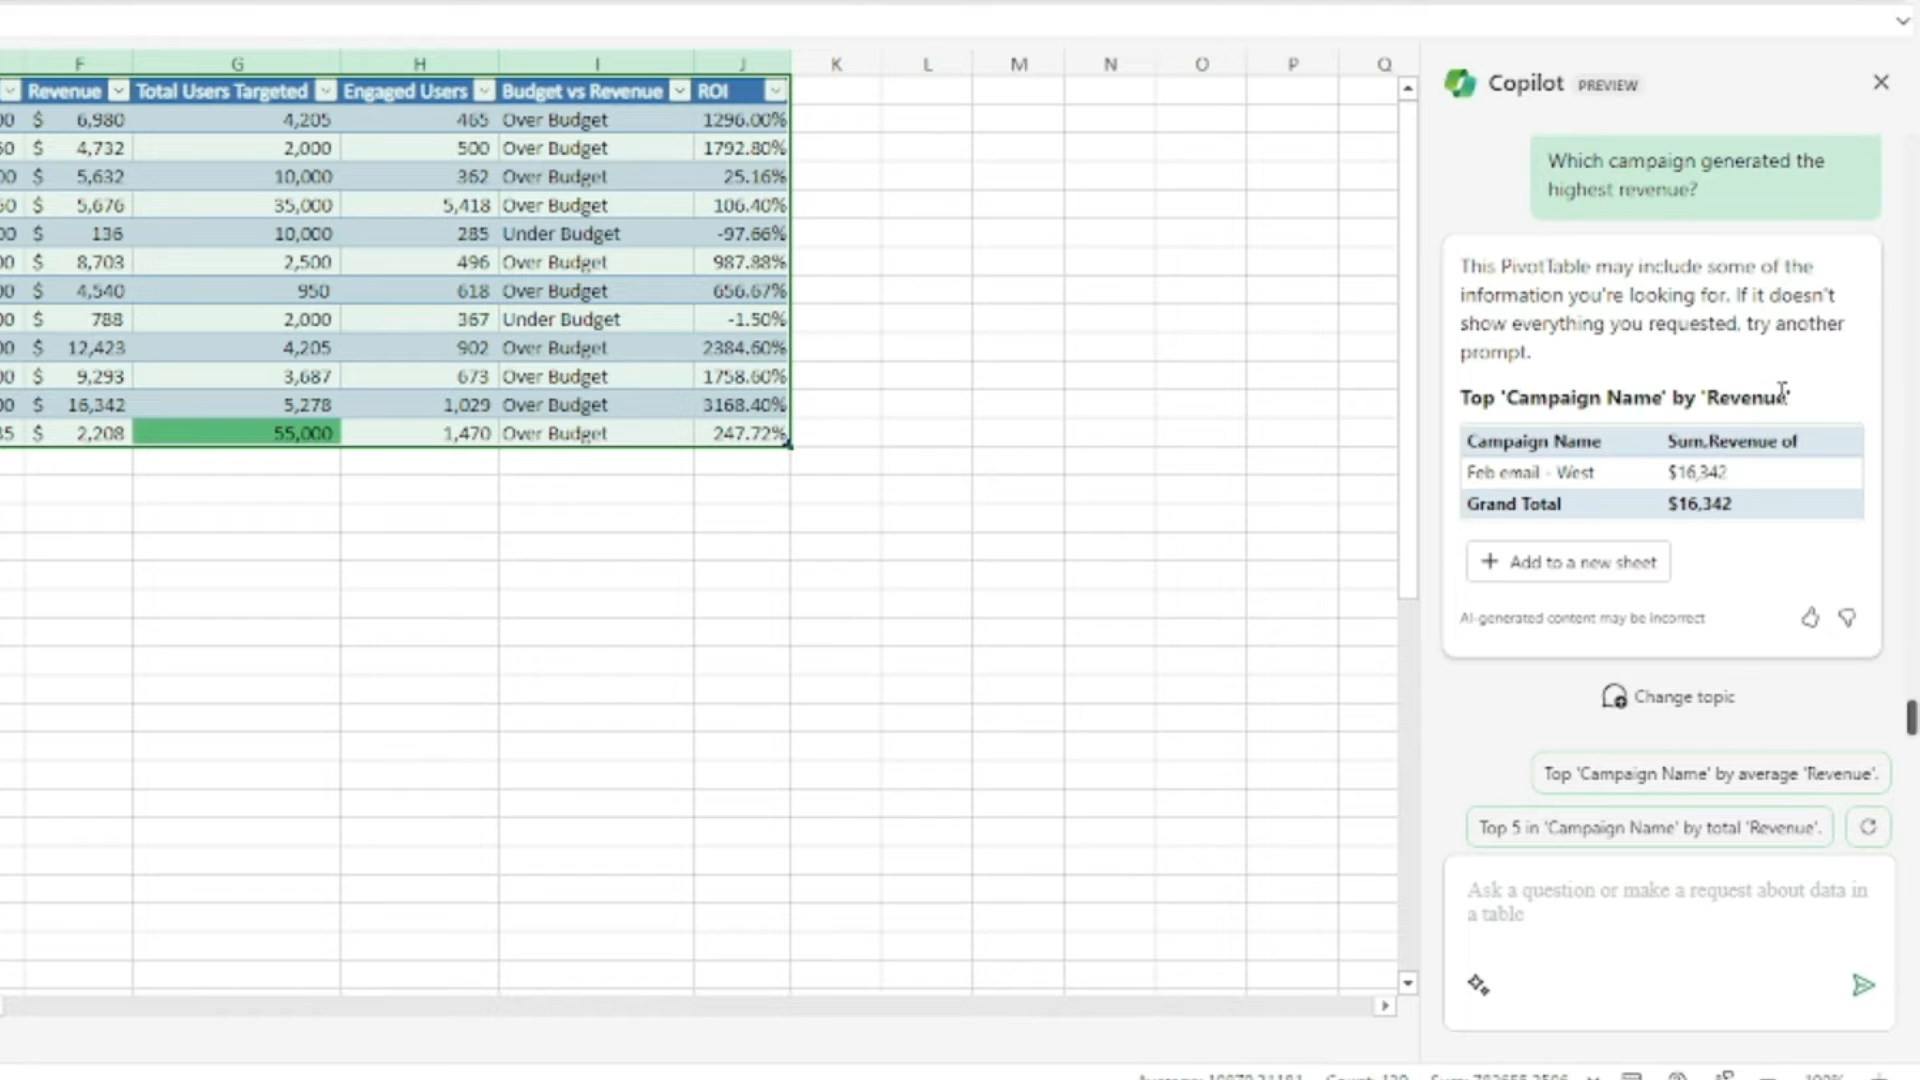 F G H I J K L M N O P Q
Revenue Total Users Targeted Engaged Users Budget vs Revenue ROI
$ 6,980 4,205 465 Over Budget 1296.00%
$ 4,732 2,000 500 Over Budget 1792.80%
$ 5,632 10,000 362 Over Budget 25.16%
$ 5,676 35,000 5,418 Over Budget 106.40%
$ 136 10,000 285 Under Budget -97.66%
$ 8,703 2,500 496 Over Budget 987.88%
$ 4,540 950 618 Over Budget 656.67%
$ 788 2,000 367 Under Budget -1.50%
$ 12,423 4,205 902 Over Budget 2384.60%
$ 9,293 3,687 673 Over Budget 1758.60%
$ 16,342 5,278 1,029 Over Budget 3168.40%
$ 2,208 55,000 1,470 Over Budget 247.72%
Copilot PREVIEW
Which campaign generated the
highest revenue?
This PivotTable may include some of the
information you're looking for. If it doesn't
show everything you requested, try another
prompt.
Top 'Campaign Name' by 'Revenue'
Campaign Name Sum,Revenue of
Feb email - West $16,342
Grand Total $16,342
+ Add to a new sheet
AI-generated content may be incorrect
Change topic
Top 'Campaign Name' by average 'Revenue'.
Top 5 in 'Campaign Name' by total 'Revenue'.
Ask a question or make a request about data in
a table